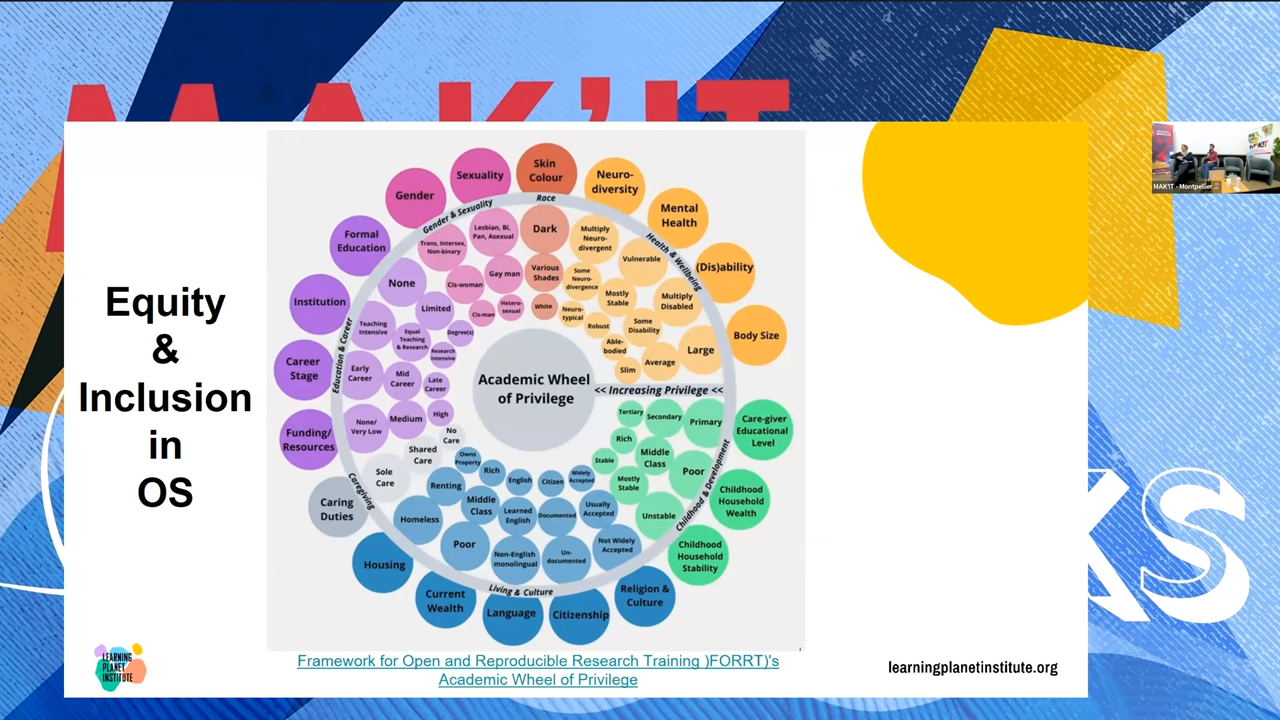 MAK'IT
Equity
&
Inclusion
in
OS
Academic Wheel
of Privilege
<< Increasing Privilege <<
Race
Skin
Colour
Dark
Various
Shades
White
Health & Wellbeing
Neuro-
diversity
Multiply
Neuro-
divergent
Some
Neuro-
divergence
Neuro-
typical
Mental
Health
Vulnerable
Mostly
Stable
Robust
(Dis)ability
Multiply
Disabled
Some
Disability
Able-
bodied
Body Size
Large
Average
Slim
Childhood & Development
Care-giver
Educational
Level
Primary
Secondary
Tertiary
Childhood
Household
Wealth
Poor
Middle
Class
Rich
Childhood
Household
Stability
Unstable
Mostly
Stable
Stable
Living & Culture
Religion &
Culture
Not Widely
Accepted
Usually
Accepted
Widely
Accepted
Citizenship
Un-
documented
Documented
Citizen
Language
Non-English
monolingual
Learned
English
English
Current
Wealth
Poor
Middle
Class
Rich
Housing
Homeless
Renting
Owns
Property
Caregiving
Caring
Duties
Sole
Care
Shared
Care
No
Care
Education & Career
Funding/
Resources
None/
Very Low
Medium
High
Career
Stage
Early
Career
Mid
Career
Late
Career
Institution
Teaching
Intensive
Equal
Teaching
& Research
Research
Intensive
Formal
Education
None
Limited
Degree(s)
Gender & Sexuality
Gender
Trans, Intersex,
Non-binary
Cis-woman
Cis-man
Sexuality
Lesbian, Bi,
Pan, Asexual
Gay man
Hetero-
sexual
Framework for Open and Reproducible Research Training )FORRT)'s
Academic Wheel of Privilege
LEARNING
PLANET
INSTITUTE
learningplanetinstitute.org
MAK'IT - Montpellier
KS